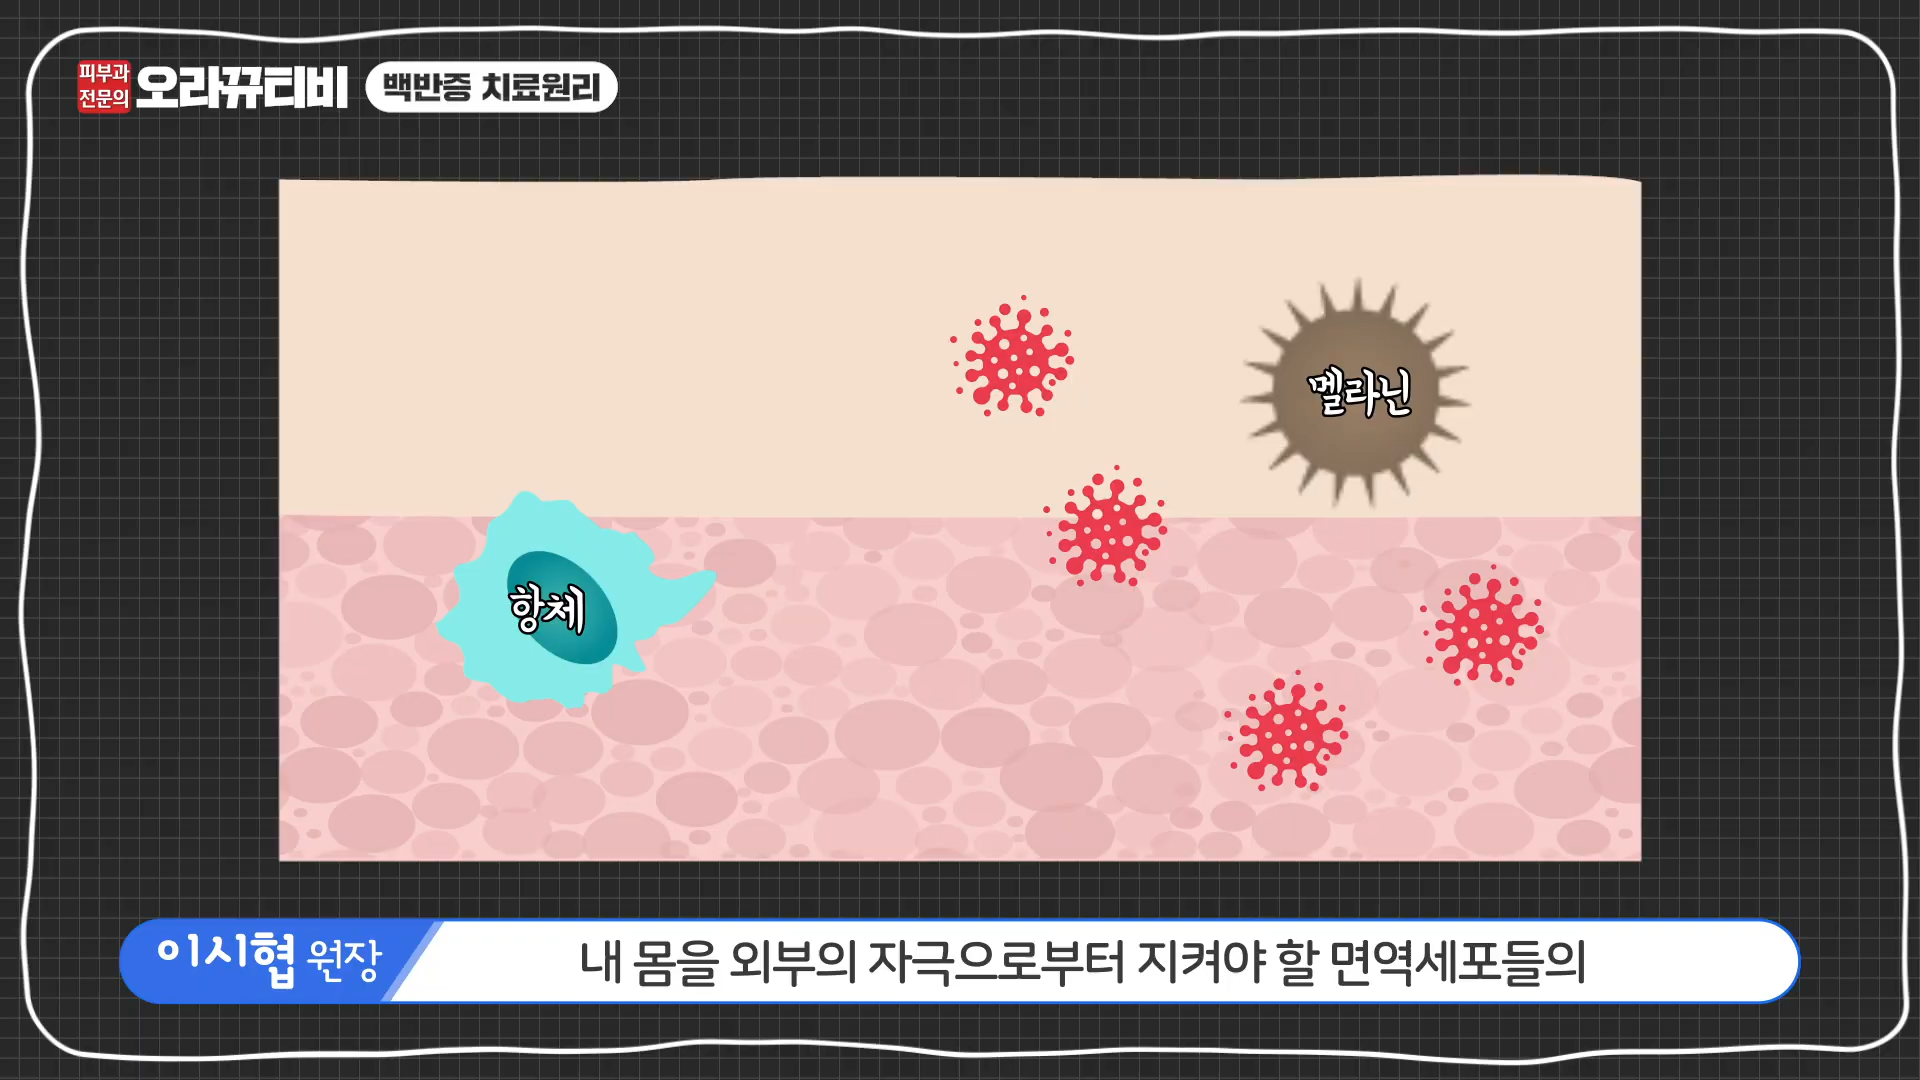 피부과
전문의
오라뀨티비
백반증 치료원리
멜라닌
항체
이시협 원장
내 몸을 외부의 자극으로부터 지켜야 할 면역세포들의